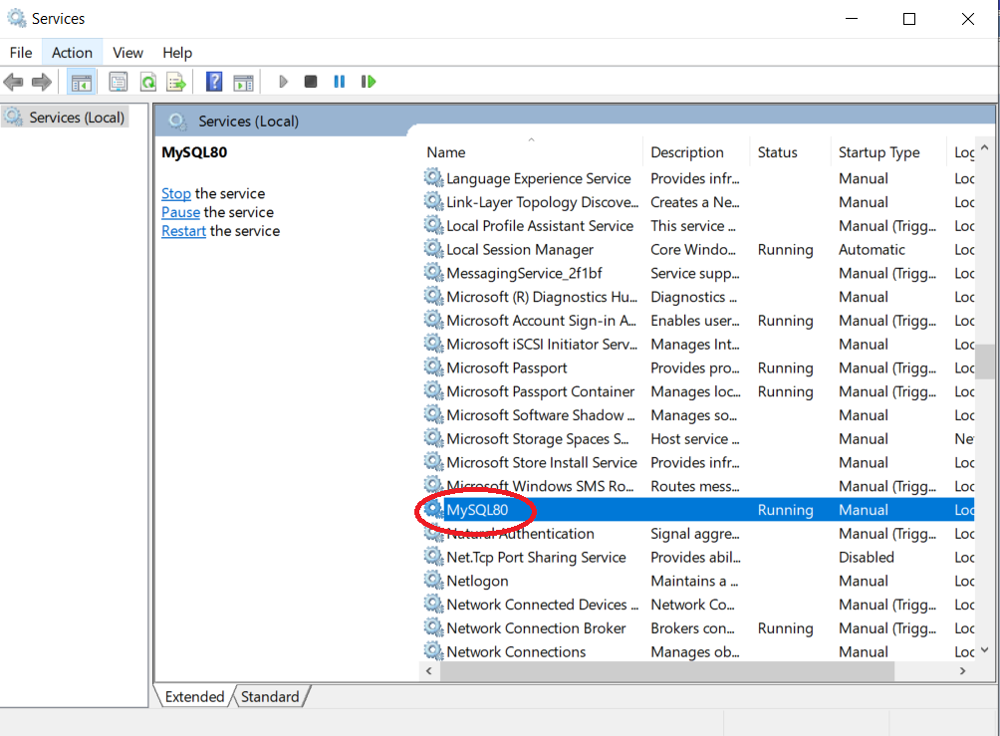 Services
File Action View Help
Services (Local)
Services (Local)
MySQL80
Stop the service
Pause the service
Restart the service
Name Description Status Startup Type Log
Language Experience Service Provides infr... Manual Loc
Link-Layer Topology Discove... Creates a Ne... Manual Loc
Local Profile Assistant Service This service ... Manual (Trigg... Loc
Local Session Manager Core Windo... Running Automatic Loc
MessagingService_2f1bf Service supp... Manual (Trigg... Loc
Microsoft (R) Diagnostics Hu... Diagnostics ... Manual Loc
Microsoft Account Sign-in A... Enables user... Running Manual (Trigg... Loc
Microsoft iSCSI Initiator Serv... Manages Int... Manual Loc
Microsoft Passport Provides pro... Running Manual (Trigg... Loc
Microsoft Passport Container Manages loc... Running Manual (Trigg... Loc
Microsoft Software Shadow ... Manages so... Manual Loc
Microsoft Storage Spaces S... Host service ... Manual Ne
Microsoft Store Install Service Provides infr... Manual Loc
Microsoft Windows SMS Ro... Routes mess... Manual (Trigg... Loc
MySQL80 Running Manual Loc
Natural Authentication Signal aggre... Manual (Trigg... Loc
Net.Tcp Port Sharing Service Provides abil... Disabled Loc
Netlogon Maintains a ... Manual Loc
Network Connected Devices ... Network Co... Manual (Trigg... Loc
Network Connection Broker Brokers con... Running Manual (Trigg... Loc
Network Connections Manages ob... Manual Loc
Extended Standard